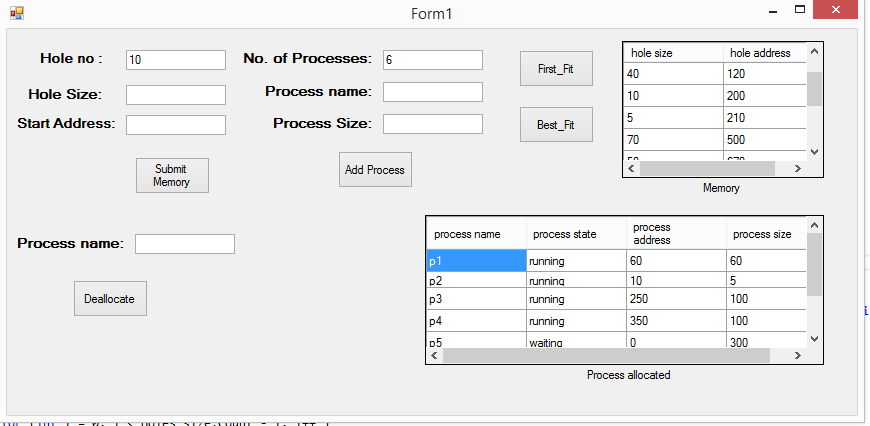 Form1
Hole no : 10
No. of Processes: 6
First_Fit
Hole Size:
Process name:
Start Address:
Process Size:
Best_Fit
Submit
Memory
Add Process
hole size hole address
40 120
10 200
5 210
70 500
Memory
Process name:
Deallocate
process name process state process address process size
p1 running 60 60
p2 running 10 5
p3 running 250 100
p4 running 350 100
p5 waiting 0 300
Process allocated